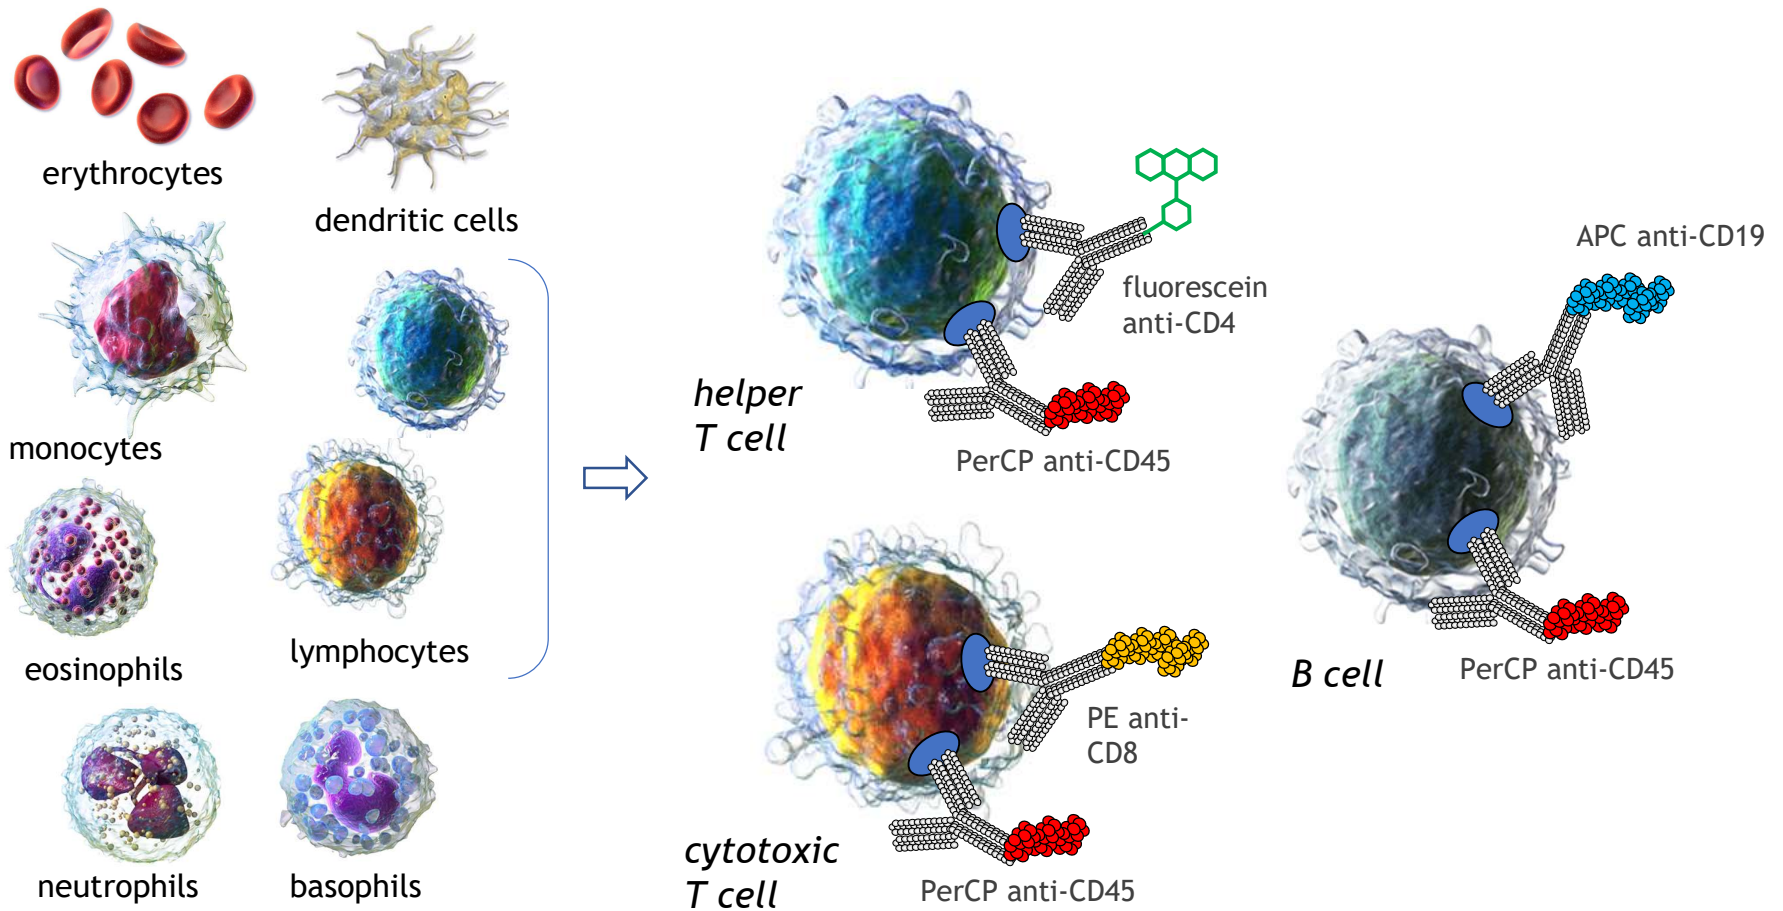 erythrocytes
dendritic cells
monocytes
eosinophils
lymphocytes
neutrophils
basophils
helper
T cell
fluorescein
anti-CD4
PerCP anti-CD45
cytotoxic
T cell
PE anti-
CD8
PerCP anti-CD45
APC anti-CD19
B cell
PerCP anti-CD45